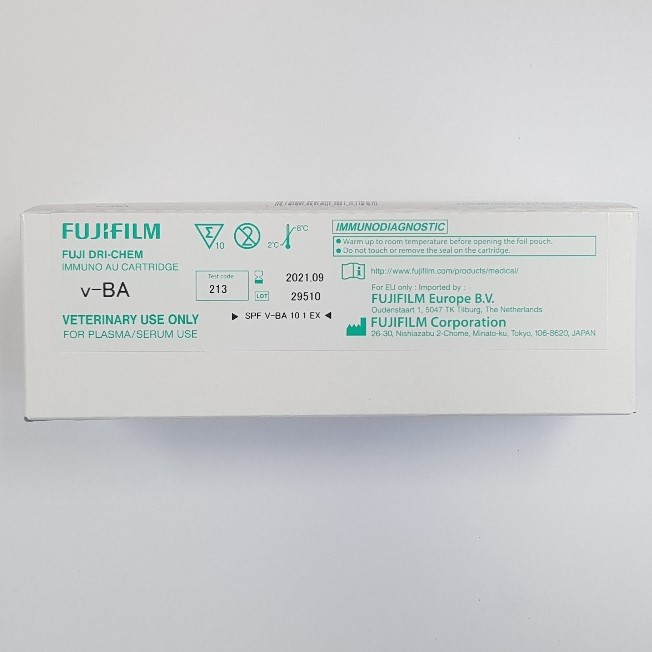 FUJIFILM
FUJI DRI-CHEM
IMMUNO AU CARTRIDGE
v-BA
VETERINARY USE ONLY
FOR PLASMA/SERUM USE
Σ
10
2
2°C
8°C
Test code
213
2021.09
LOT
29510
▶ SPF V-BA 10 1 EX ◀
IMMUNODIAGNOSTIC
● Warm up to room temperature before opening the foil pouch.
● Do not touch or remove the seal on the cartridge.
i
http://www.fujifilm.com/products/medical/
For EU only : Imported by :
FUJIFILM Europe B.V.
Oudenstaart 1, 5047 TK Tilburg, The Netherlands
FUJIFILM Corporation
26-30, Nishiazabu 2-Chome, Minato-ku, Tokyo, 106-8620, JAPAN